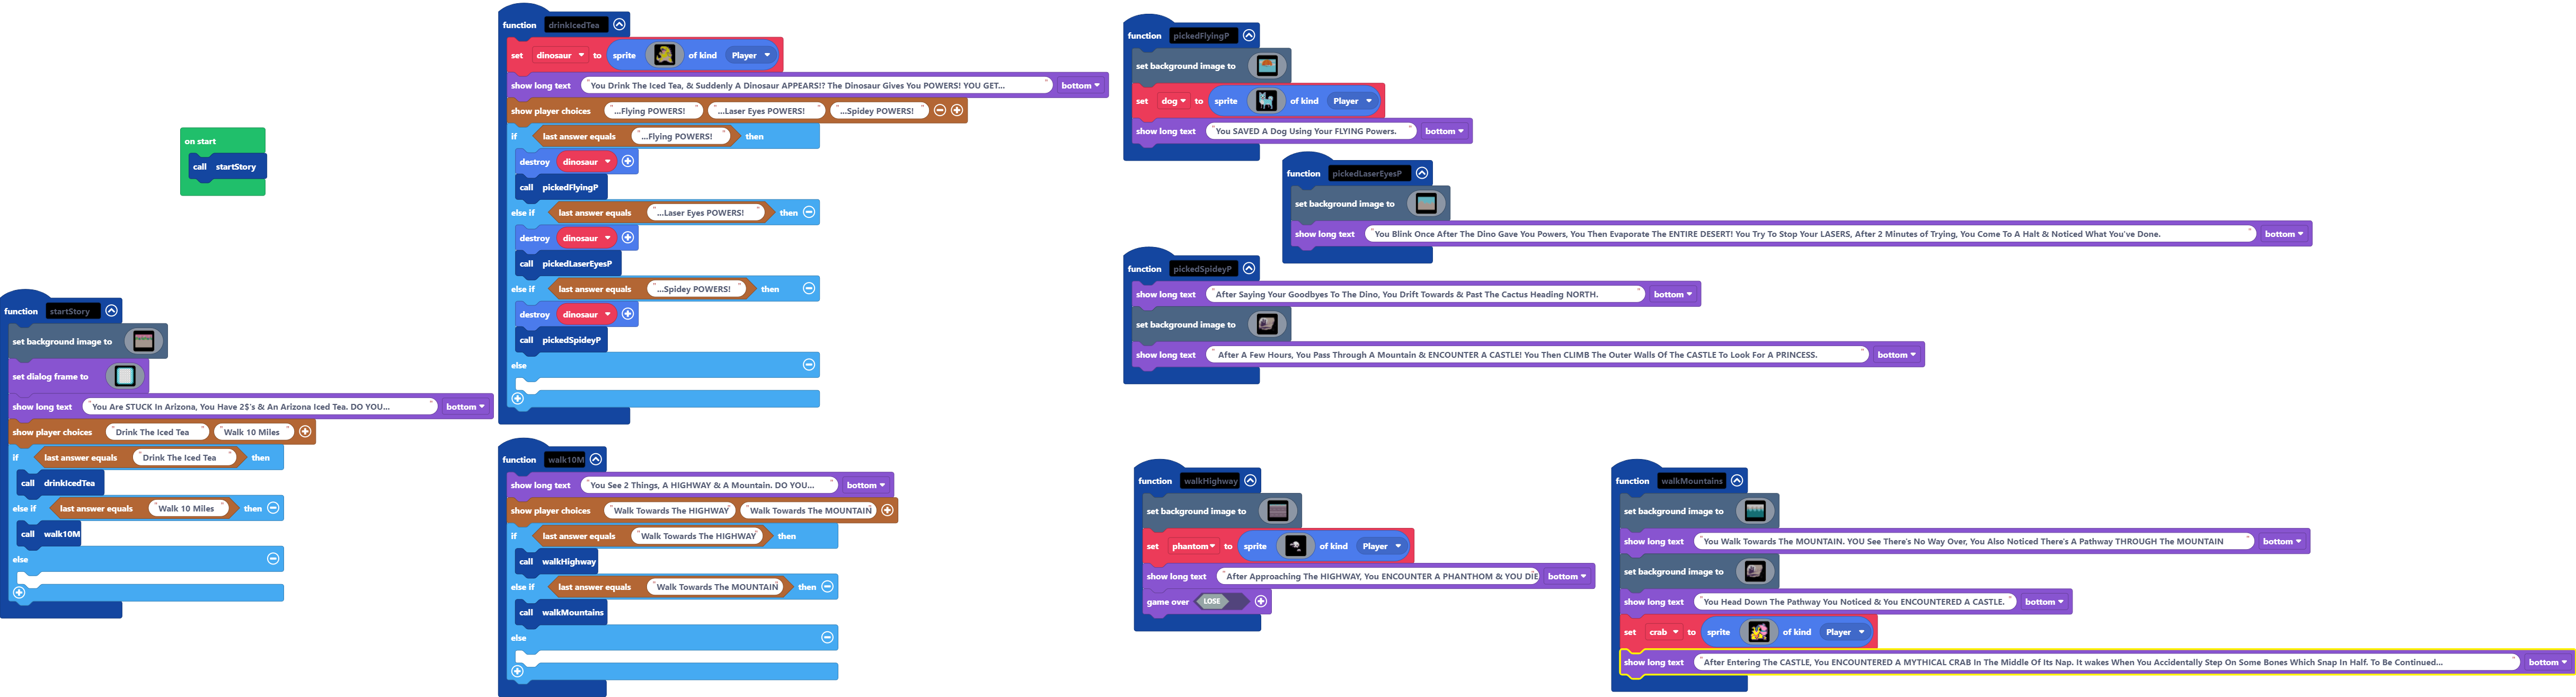 on start
call startStory
function startStory
set background image to
set dialog frame to
show long text "You Are STUCK In Arizona, You Have 2$'s & An Arizona Iced Tea. DO YOU..." bottom
show player choices "Drink The Iced Tea" "Walk 10 Miles"
if last answer equals "Drink The Iced Tea" then
call drinkIcedTea
else if last answer equals "Walk 10 Miles" then
call walk10M
else
function drinkIcedTea
set dinosaur to sprite of kind Player
show long text "You Drink The Iced Tea, & Suddenly A Dinosaur APPEARS!? The Dinosaur Gives You POWERS! YOU GET..." bottom
show player choices "...Flying POWERS!" "...Laser Eyes POWERS!" "...Spidey POWERS!"
if last answer equals "...Flying POWERS!" then
destroy dinosaur
call pickedFlyingP
else if last answer equals "...Laser Eyes POWERS!" then
destroy dinosaur
call pickedLaserEyesP
else if last answer equals "...Spidey POWERS!" then
destroy dinosaur
call pickedSpideyP
else
function walk10M
show long text "You See 2 Things, A HIGHWAY & A Mountain. DO YOU..." bottom
show player choices "Walk Towards The HIGHWAY" "Walk Towards The MOUNTAIN"
if last answer equals "Walk Towards The HIGHWAY" then
call walkHighway
else if last answer equals "Walk Towards The MOUNTAIN" then
call walkMountains
else
function pickedFlyingP
set background image to
set dog to sprite of kind Player
show long text "You SAVED A Dog Using Your FLYING Powers." bottom
function pickedLaserEyesP
set background image to
show long text "You Blink Once After The Dino Gave You Powers, You Then Evaporate The ENTIRE DESERT! You Try To Stop Your LASERS, After 2 Minutes of Trying, You Come To A Halt & Noticed What You've Done." bottom
function pickedSpideyP
show long text "After Saying Your Goodbyes To The Dino, You Drift Towards & Past The Cactus Heading NORTH." bottom
set background image to
show long text "After A Few Hours, You Pass Through A Mountain & ENCOUNTER A CASTLE! You Then CLIMB The Outer Walls Of The CASTLE To Look For A PRINCESS." bottom
function walkHighway
set background image to
set phantom to sprite of kind Player
show long text "After Approaching The HIGHWAY, You ENCOUNTER A PHANTHOM & YOU DIE bottom
game over LOSE
function walkMountains
set background image to
show long text "You Walk Towards The MOUNTAIN. YOU See There's No Way Over, You Also Noticed There's A Pathway THROUGH The MOUNTAIN" bottom
set background image to
show long text "You Head Down The Pathway You Noticed & You ENCOUNTERED A CASTLE." bottom
set crab to sprite of kind Player
show long text "After Entering The CASTLE, You ENCOUNTERED A MYTHICAL CRAB In The Middle Of Its Nap. It wakes When You Accidentally Step On Some Bones Which Snap In Half. To Be Continued..." bottom